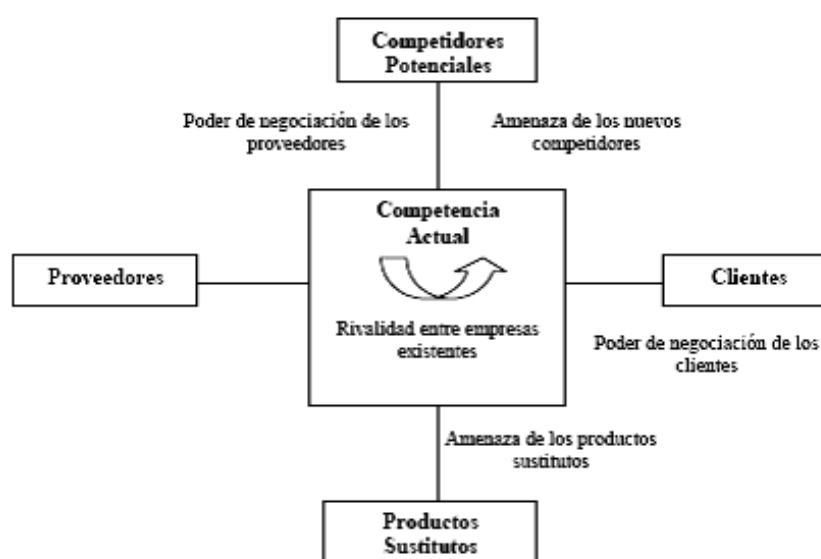 Competidores
Potenciales
Poder de negociación de los
proveedores
Amenaza de los nuevos
competidores
Competencia
Actual
Proveedores
Clientes
Rivalidad entre empresas
existentes
Poder de negociación de los
clientes
Amenaza de los productos
sustitutos
Productos
Sustitutos